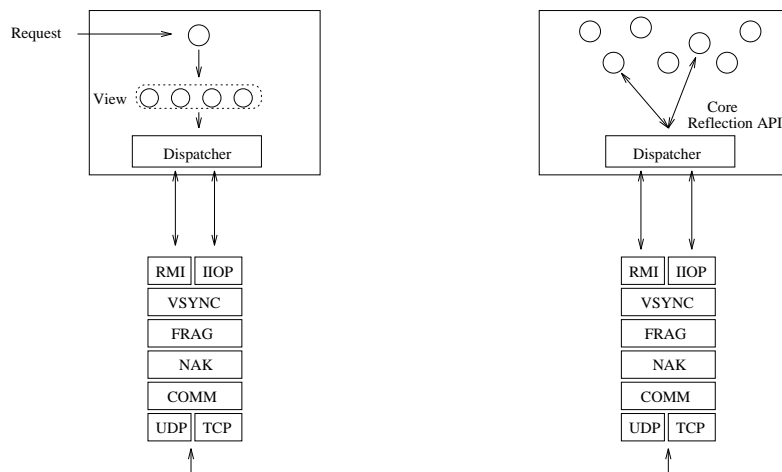 Request
View
Dispatcher
RMI IIOP
VSYNC
FRAG
NAK
COMM
UDP TCP
Core
Reflection API
Dispatcher
RMI IIOP
VSYNC
FRAG
NAK
COMM
UDP TCP